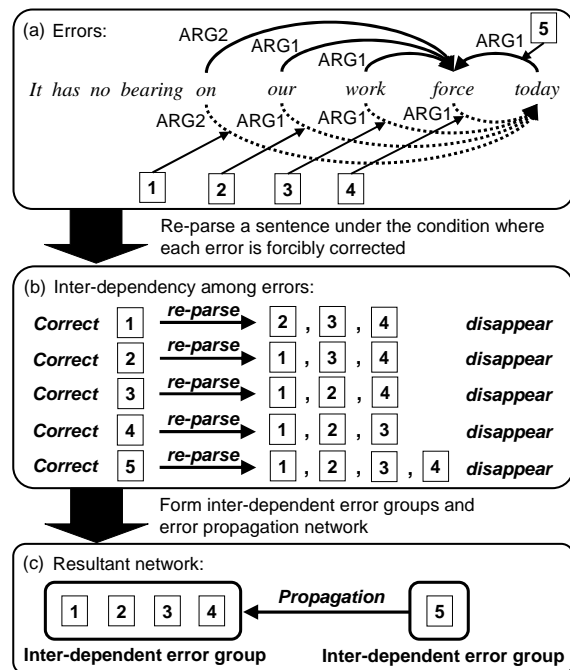 (a) Errors:
ARG2 ARG1 ARG1 ARG1 5
It has no bearing on our work force today
ARG2 ARG1 ARG1 ARG1
1 2 3 4
Re-parse a sentence under the condition where
each error is forcibly corrected
(b) Inter-dependency among errors:
Correct 1 re-parse 2 , 3 , 4 disappear
Correct 2 re-parse 1 , 3 , 4 disappear
Correct 3 re-parse 1 , 2 , 4 disappear
Correct 4 re-parse 1 , 2 , 3 disappear
Correct 5 re-parse 1 , 2 , 3 , 4 disappear
Form inter-dependent error groups and
error propagation network
(c) Resultant network:
1 2 3 4 Propagation 5
Inter-dependent error group Inter-dependent error group